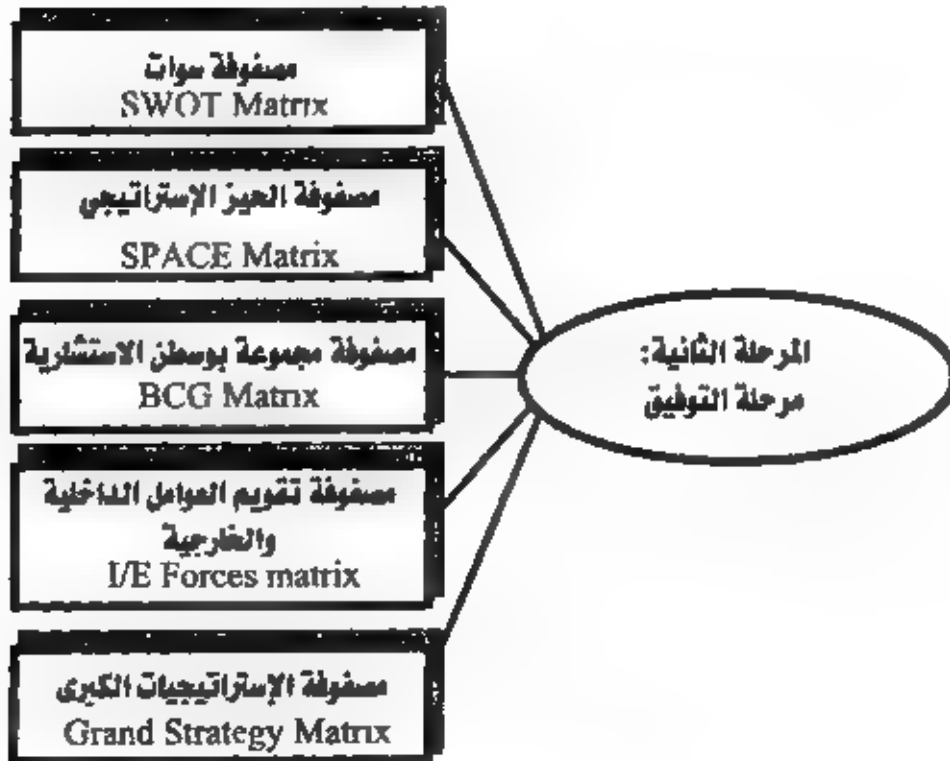 مصفوفة سوات
SWOT Matrix
مصفوفة الحيز الإستراتيجي
SPACE Matrix
مصفوفة مجموعة بوسطن الاستشارية
BCG Matrix
مصفوفة تقويم العوامل الداخلية
والخارجية
I/E Forces matrix
مصفوفة الإستراتيجيات الكبرى
Grand Strategy Matrix
المرحلة الثانية:
مرحلة التوفيق